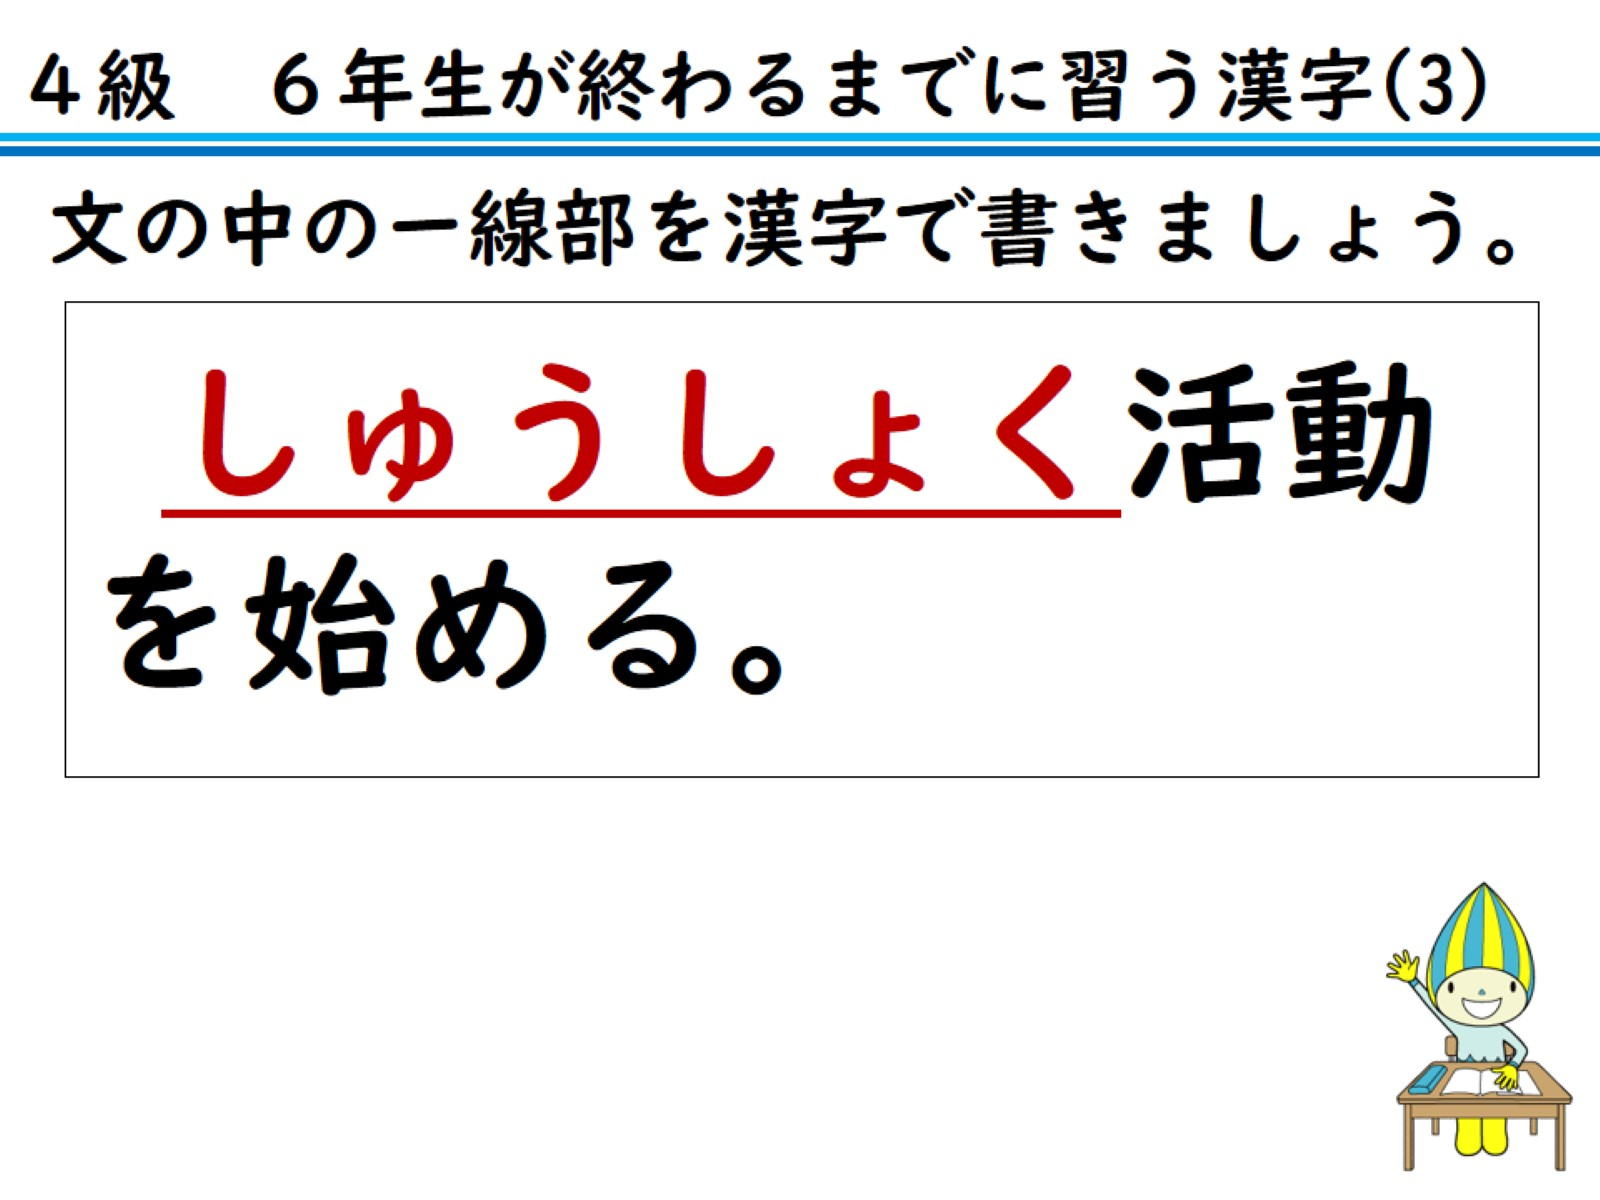 4級　6年生が終わるまでに習う漢字(3)
文の中の一線部を漢字で書きましょう。
しゅうしょく活動
を始める。